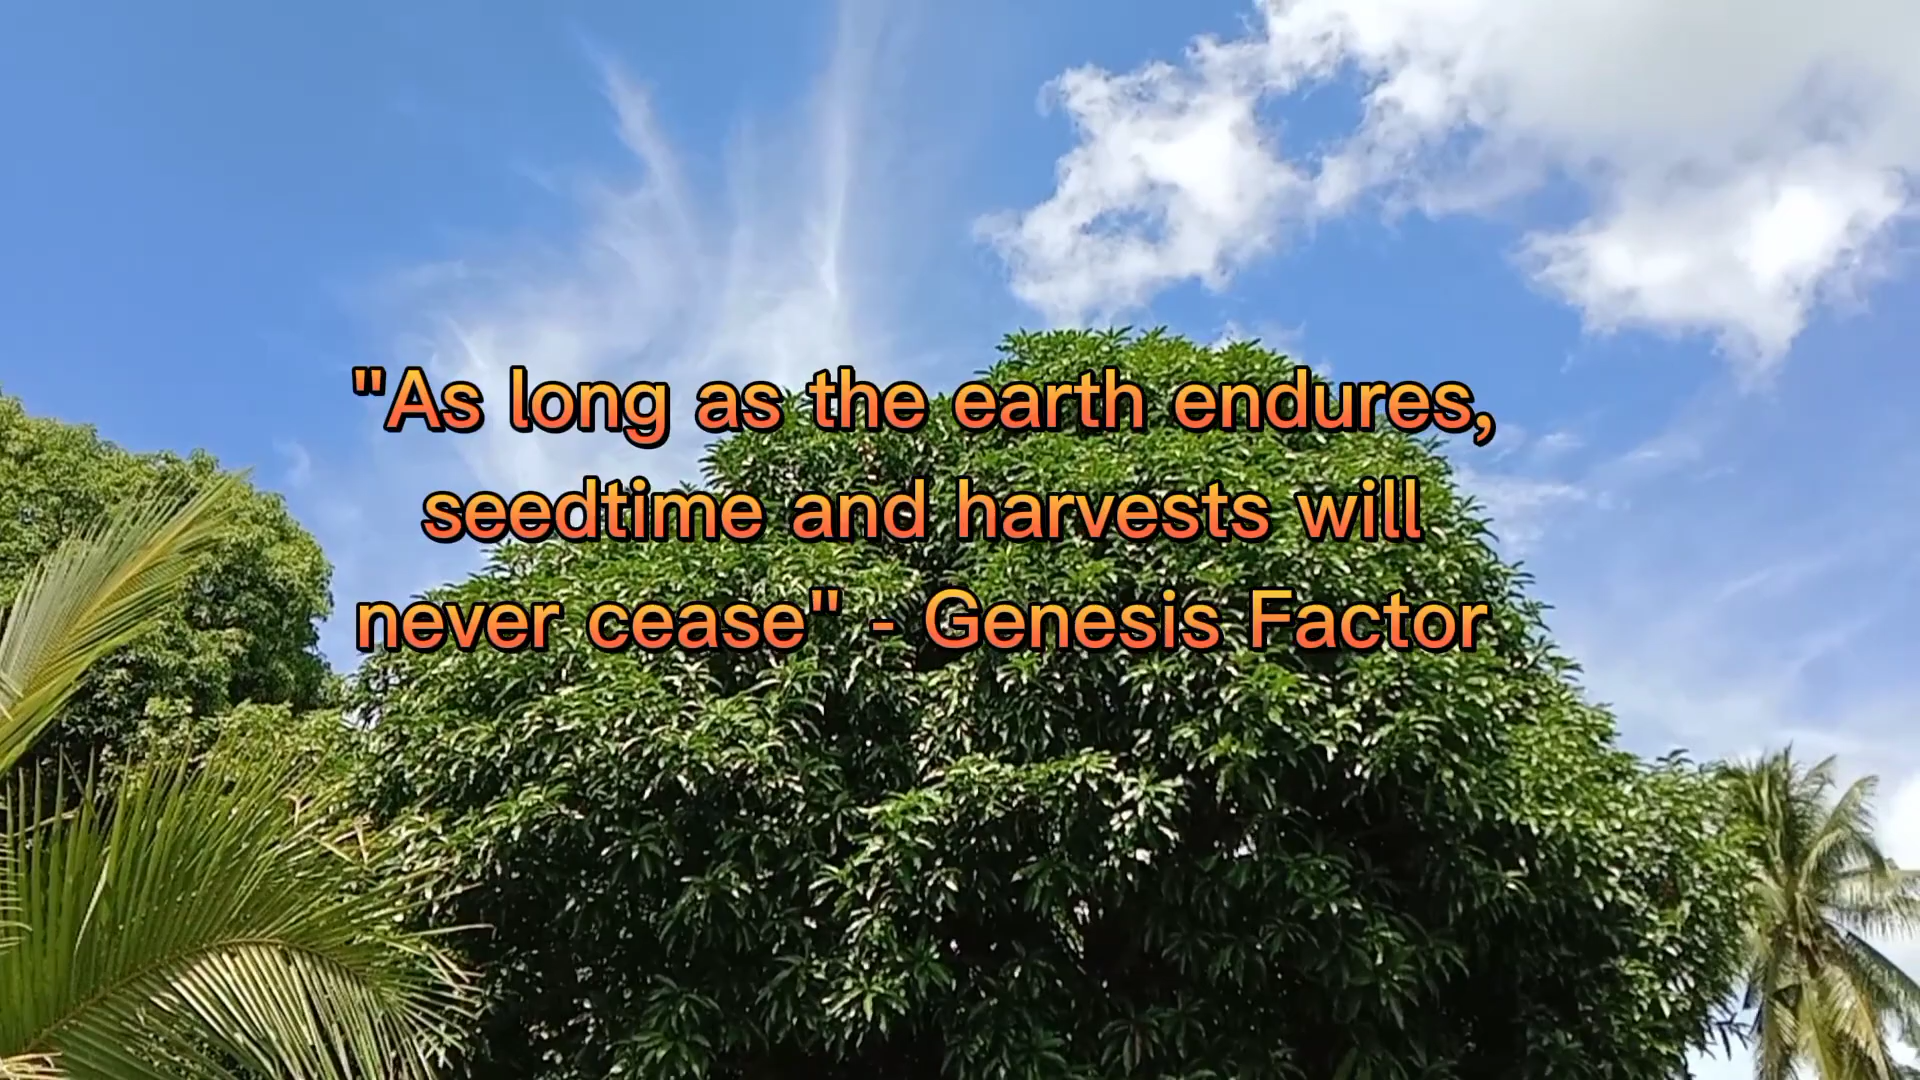 "As long as the earth endures,
seedtime and harvests will
never cease" - Genesis Factor